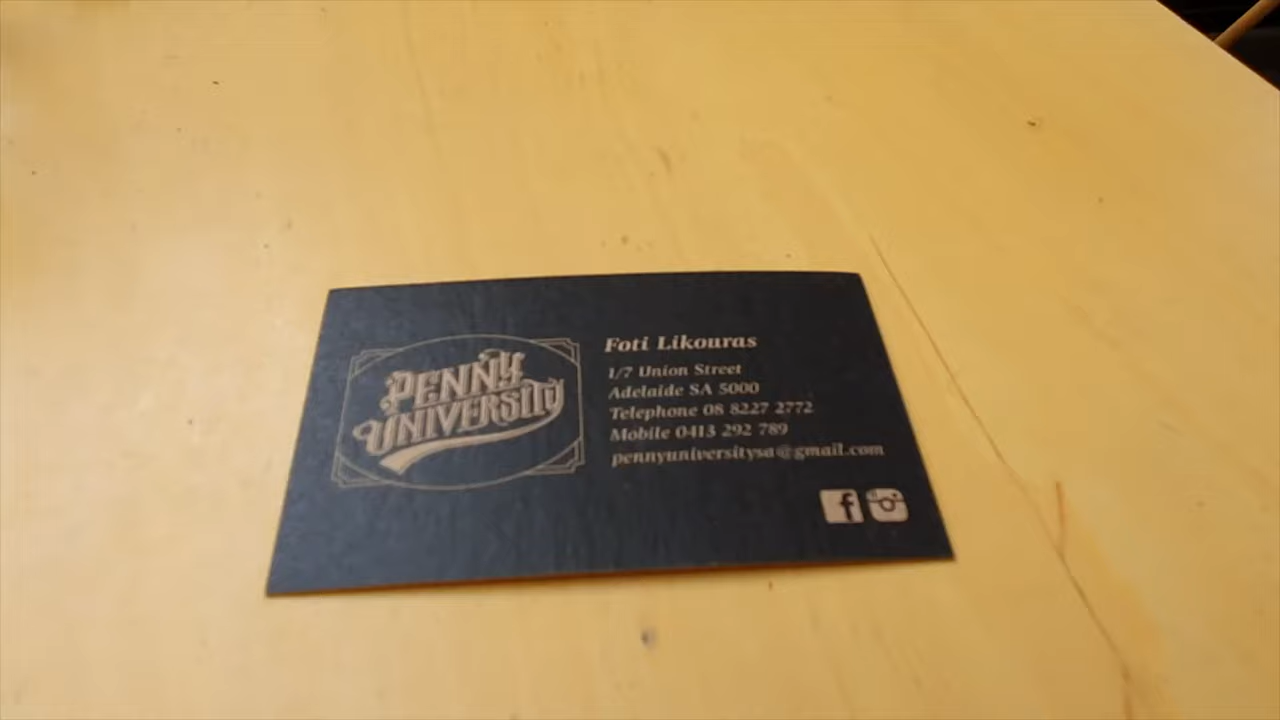 PENNY
UNIVERSITY
Foti Likouras
1/7 Union Street
Adelaide SA 5000
Telephone 08 8227 2772
Mobile 0413 292 789
pennyuniversitysa@gmail.com
f